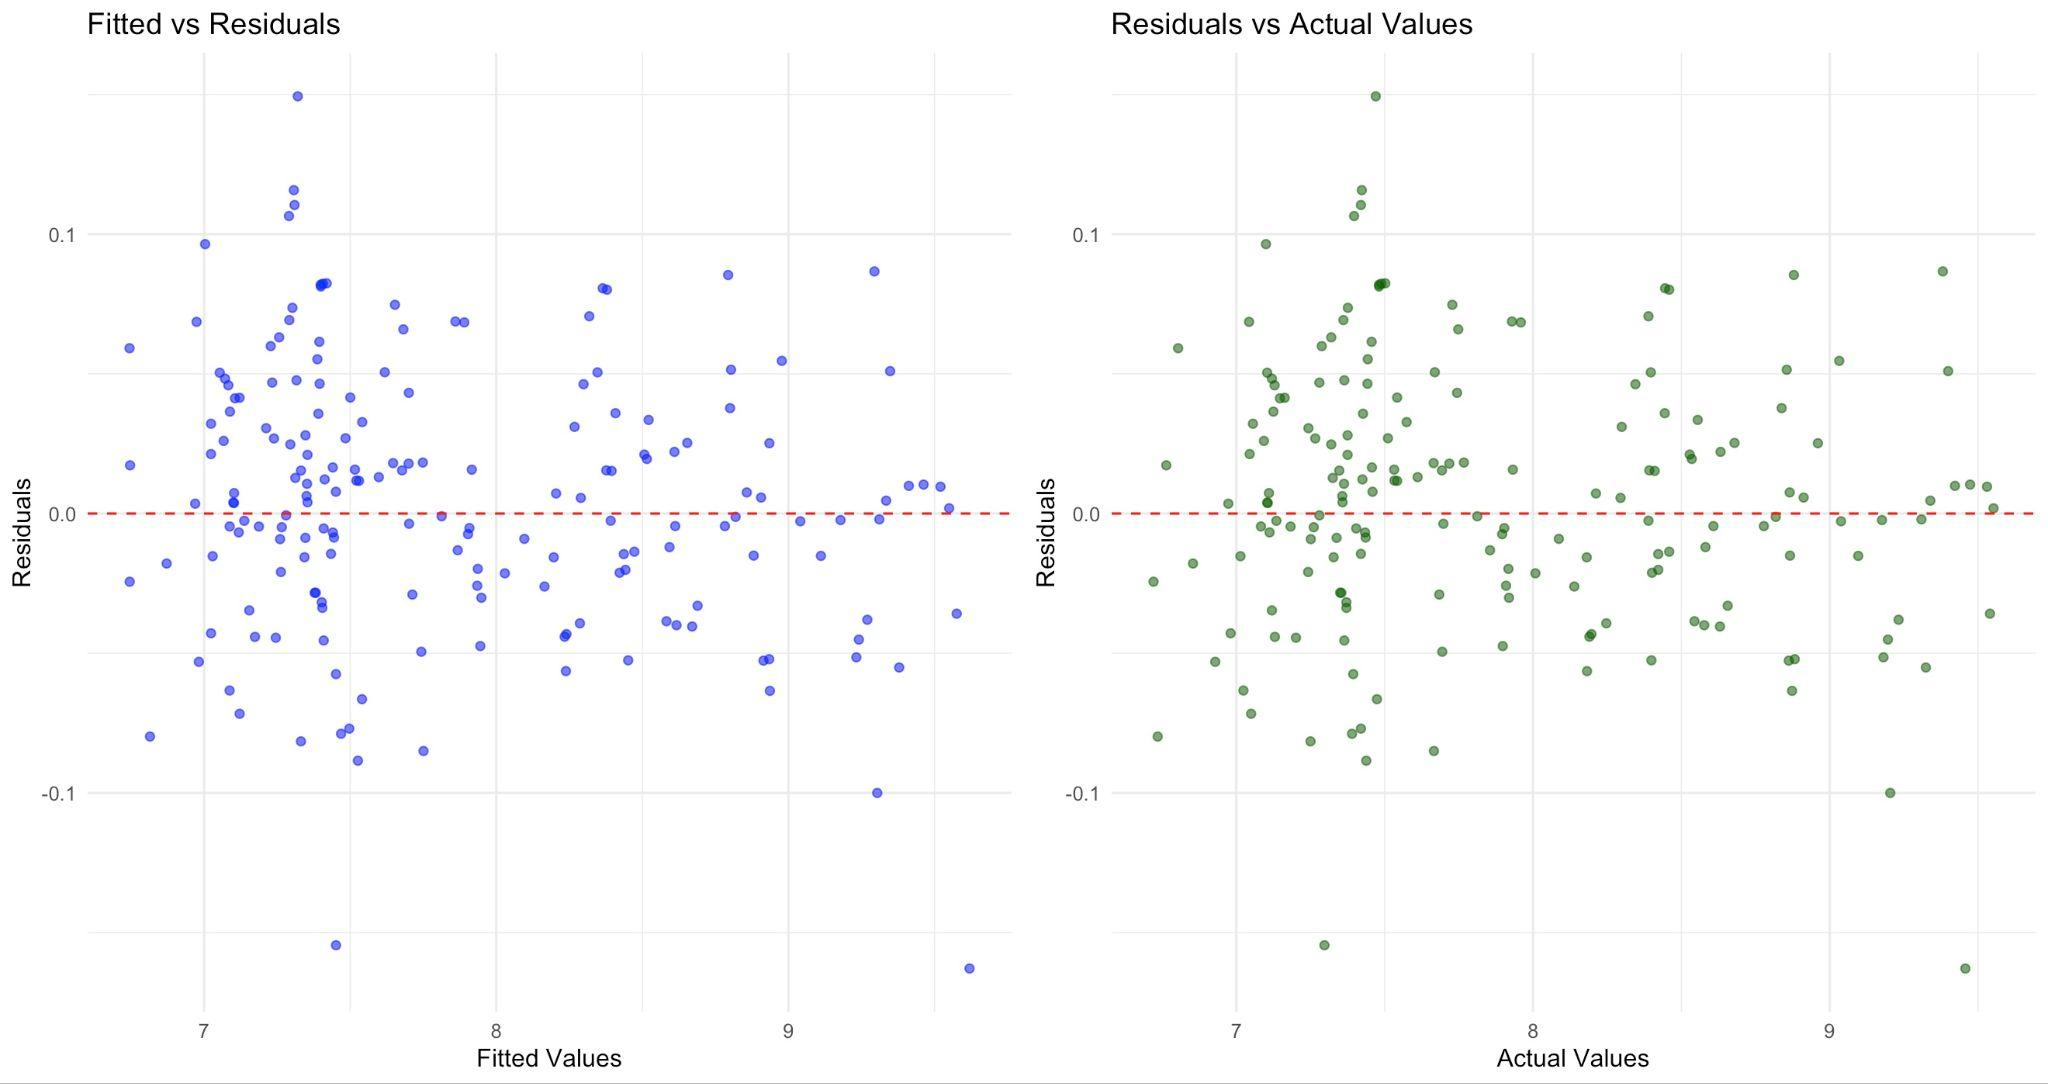 Fitted vs Residuals
Residuals
0.1
0.0
-0.1
7 8 9
Fitted Values
Residuals vs Actual Values
Residuals
0.1
0.0
-0.1
7 8 9
Actual Values